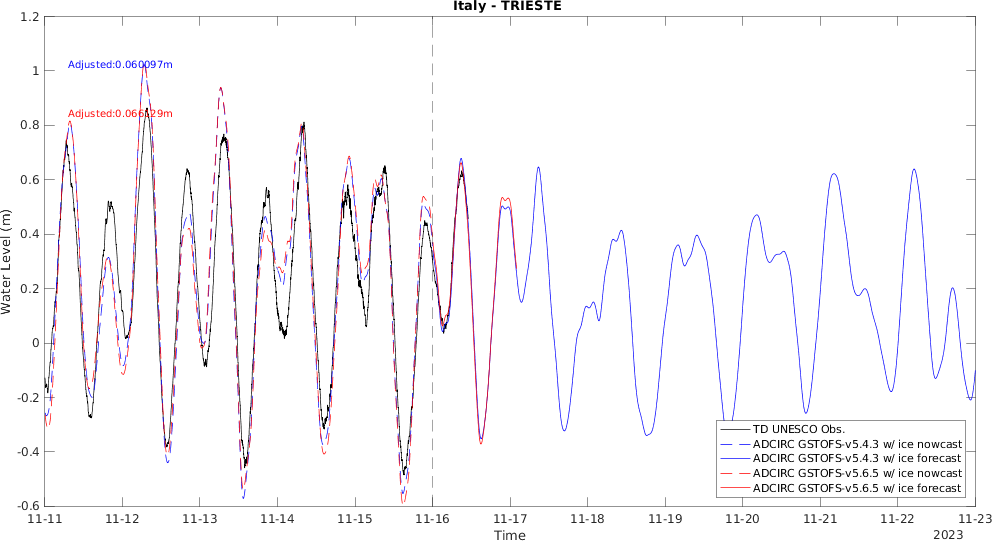 Italy - TRIESTE
Water Level (m)
1.2
1
0.8
0.6
0.4
0.2
0
-0.2
-0.4
-0.6
Adjusted:0.060097m
TD UNESCO Obs.
ADCIRC GSTOFS-v5.4.3 w/ ice nowcast
ADCIRC GSTOFS-v5.4.3 w/ ice forecast
ADCIRC GSTOFS-v5.6.5 w/ ice nowcast
ADCIRC GSTOFS-v5.6.5 w/ ice forecast
11-11 11-12 11-13 11-14 11-15 11-16 11-17 11-18 11-19 11-20 11-21 11-22 11-23
Time
2023